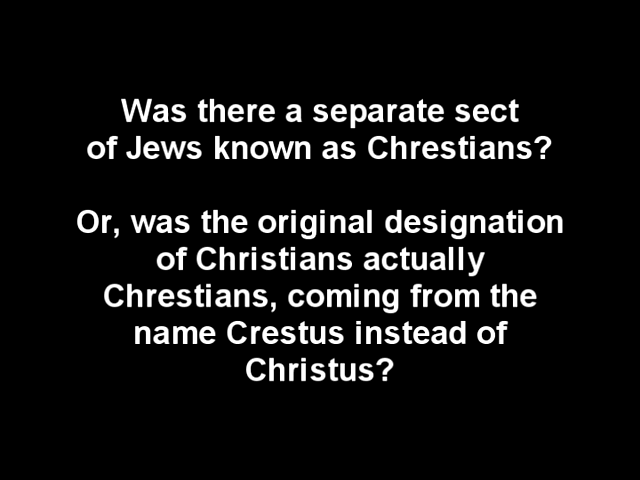 Was there a separate sect
of Jews known as Chrestians?
Or, was the original designation
of Christians actually
Chrestians, coming from the
name Crestus instead of
Christus?